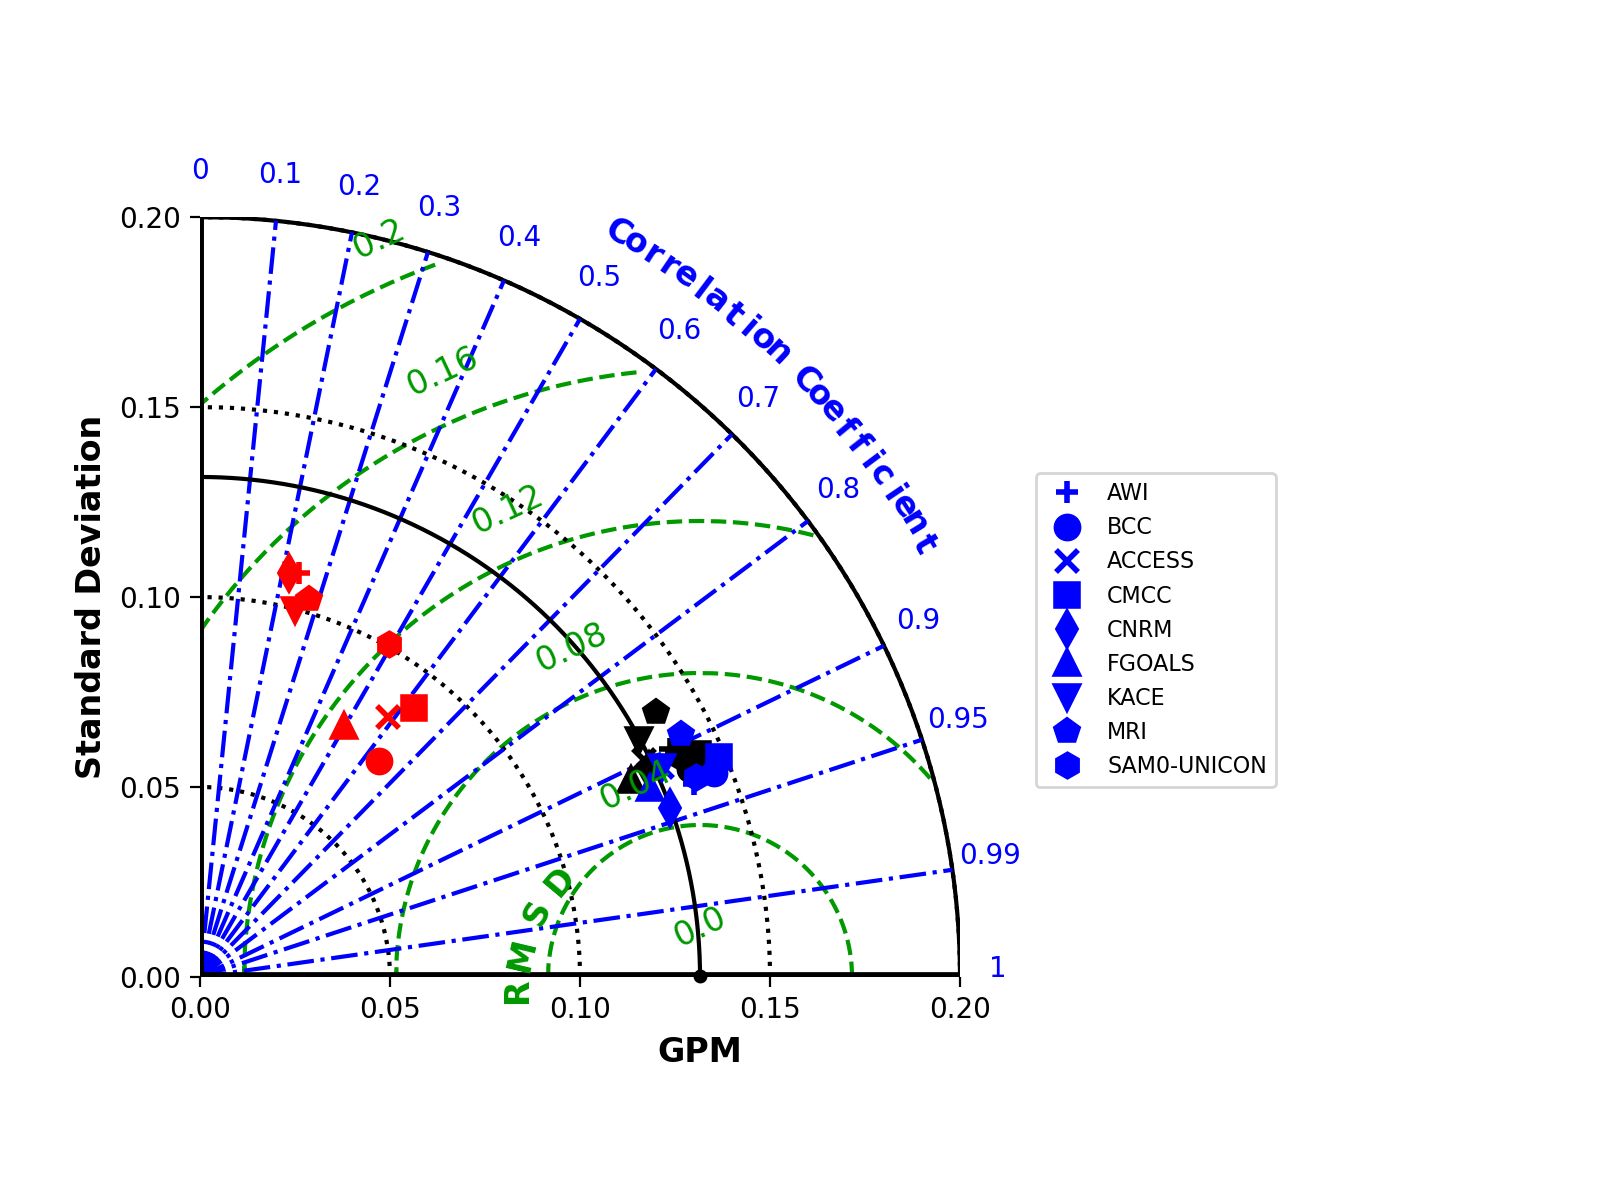 0
0.1
0.2
0.3
0.4
0.5
0.6
0.7
0.8
0.9
0.95
0.99
1
Correlation Coefficient
0.20
0.15
0.10
0.05
0.00
Standard Deviation
0.2
0.16
0.12
0.08
0.04
0.0
RMSD
0.00
0.05
0.10
0.15
0.20
GPM
AWI
BCC
ACCESS
CMCC
CNRM
FGOALS
KACE
MRI
SAM0-UNICON